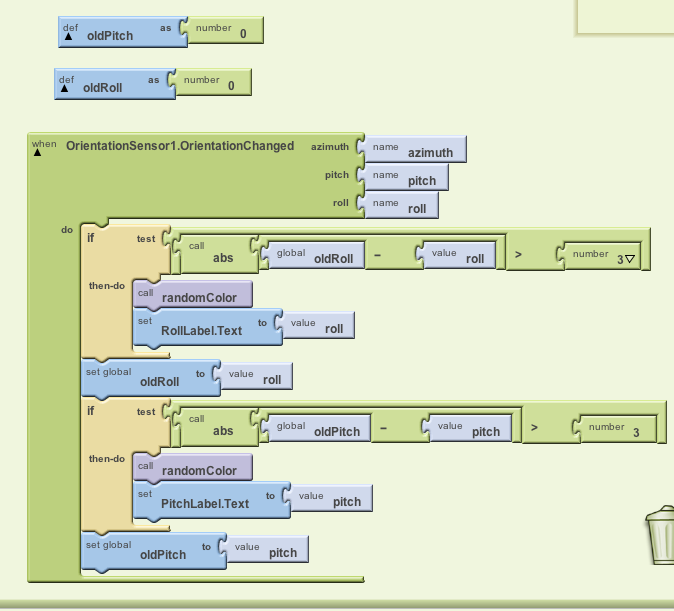 def oldPitch as number 0
def oldRoll as number 0
when OrientationSensor1.OrientationChanged azimuth name azimuth
pitch name pitch
roll name roll
do if test call abs global oldRoll - value roll > number 3
then-do call randomColor
set RollLabel.Text to value roll
set global oldRoll to value roll
if test call abs global oldPitch - value pitch > number 3
then-do call randomColor
set PitchLabel.Text to value pitch
set global oldPitch to value pitch